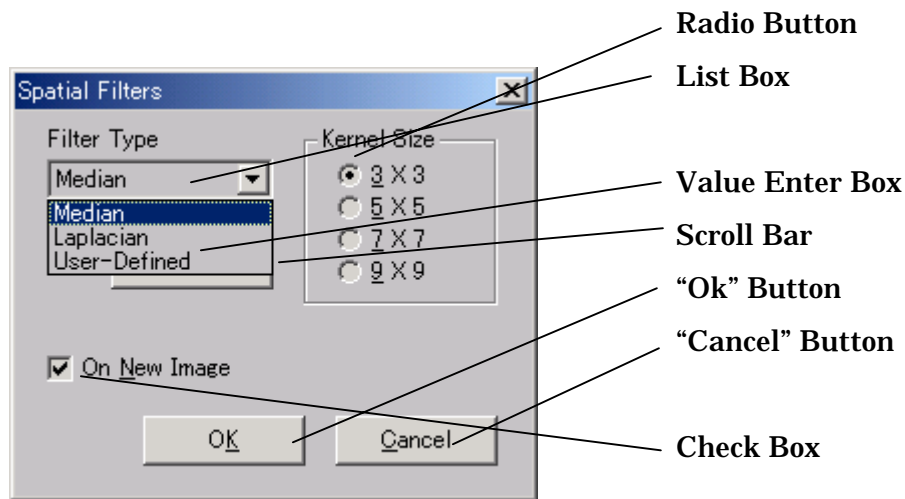 Spatial Filters
Filter Type
Median
Median
Laplacian
User-Defined
Kernel Size
3 X 3
5 X 5
7 X 7
9 X 9
On New Image
OK
Cancel
Radio Button
List Box
Value Enter Box
Scroll Bar
“Ok” Button
“Cancel” Button
Check Box